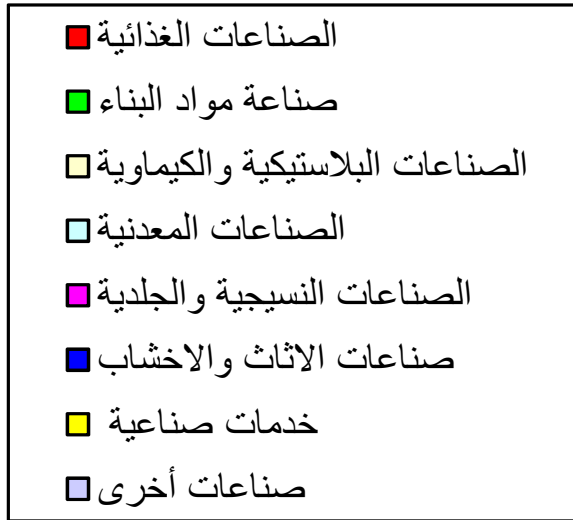 الصناعات الغذائية
صناعة مواد البناء
الصناعات البلاستيكية والكيماوية
الصناعات المعدنية
الصناعات النسيجية والجلدية
صناعات الاثاث والاخشاب
خدمات صناعية
صناعات أخرى